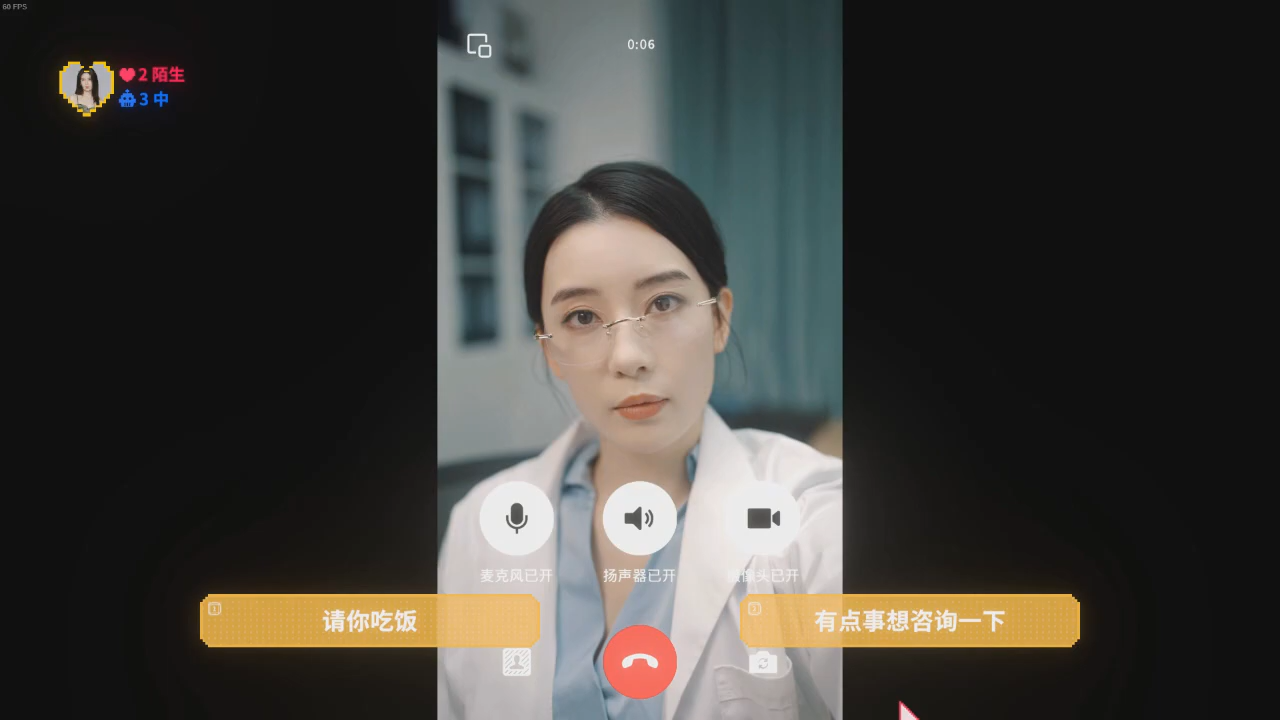 60 FPS
0:06
2 陌生
3 中
麦克风已开
扬声器已开
摄像头已开
1
请你吃饭
有点事想咨询一下